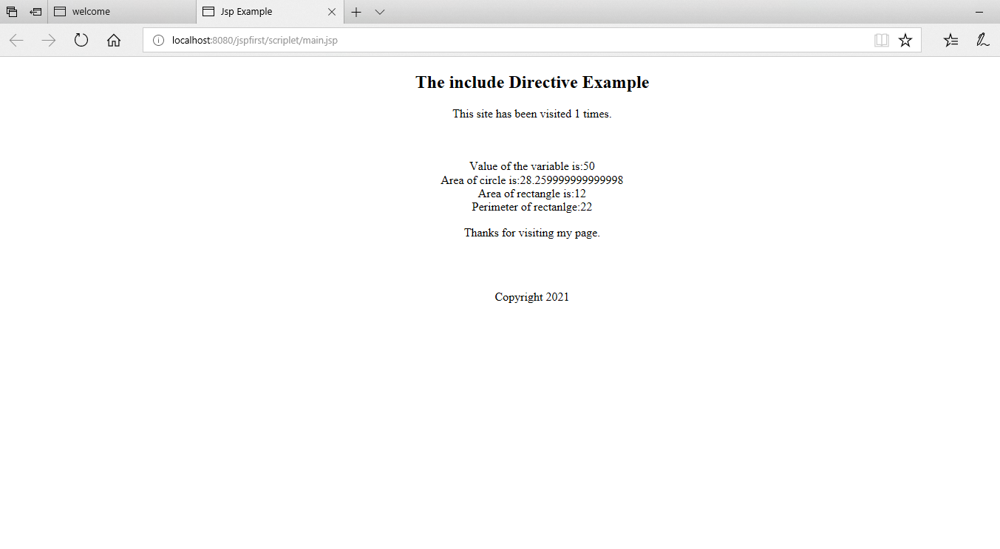 welcome
Jsp Example
localhost:8080/jspfirst/scriplet/main.jsp
The include Directive Example
This site has been visited 1 times.
Value of the variable is:50
Area of circle is:28.259999999999998
Area of rectangle is:12
Perimeter of rectanlge:22
Thanks for visiting my page.
Copyright 2021